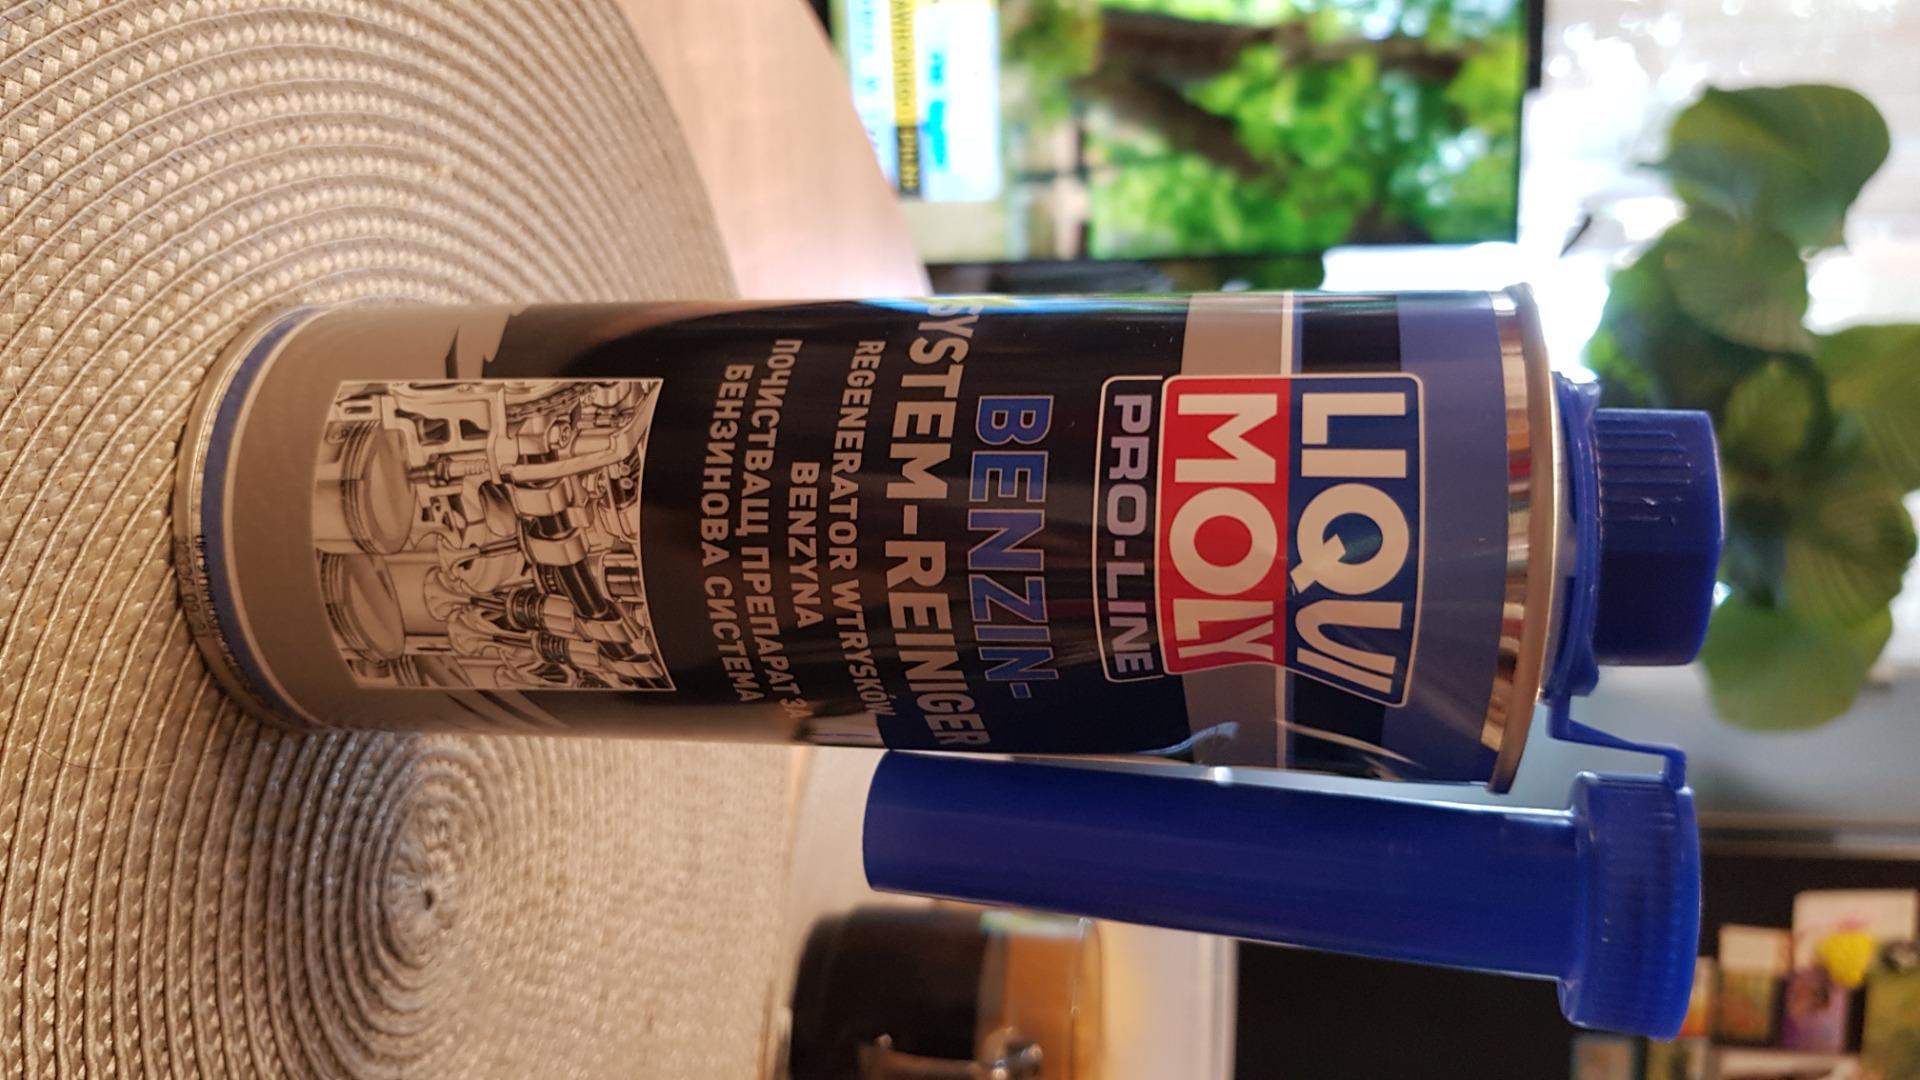 LIQUI
MOLY
PRO-LINE
BENZIN-
SYSTEM-REINIGER
REGENERATOR WTRYSKÓW
BENZYNA
ПОЧИСТВАЩ ПРЕПАРАТ ЗА
БЕНЗИНОВА СИСТЕМА